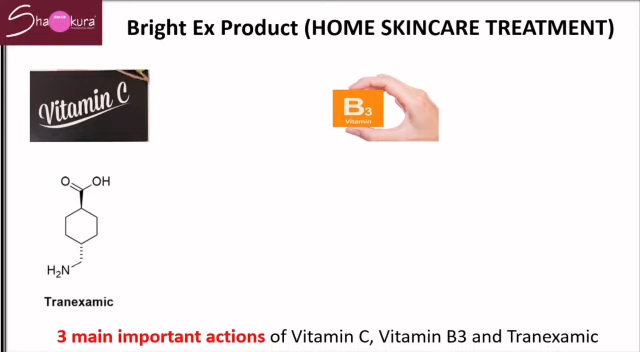 Shakura
Bright Ex Product (HOME SKINCARE TREATMENT)
Vitamin C
B3
Vitamin
O OH
H2N
Tranexamic
3 main important actions of Vitamin C, Vitamin B3 and Tranexamic